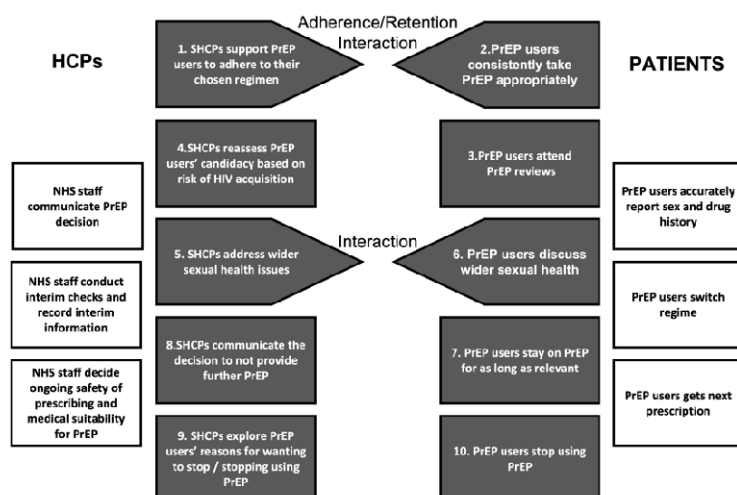 Adherence/Retention
Interaction
HCPs
PATIENTS
1. SHCPs support PrEP
users to adhere to their
chosen regimen
2.PrEP users
consistently take
PrEP appropriately
4.SHCPs reassess PrEP
users' candidacy based on
risk of HIV acquisition
3.PrEP users attend
PrEP reviews
NHS staff
communicate PrEP
decision
PrEP users accurately
report sex and drug
history
Interaction
5. SHCPs address wider
sexual health issues
6. PrEP users discuss
wider sexual health
NHS staff conduct
interim checks and
record interim
information
PrEP users switch
regime
8.SHCPs communicate the
decision to not provide
further PrEP
7. PrEP users stay on PrEP
for as long as relevant
NHS staff decide
ongoing safety of
prescribing and
medical suitability
for PrEP
PrEP users gets next
prescription
9. SHCPs explore PrEP
users' reasons for wanting
to stop / stopping using
PrEP
10. PrEP users stop using
PrEP